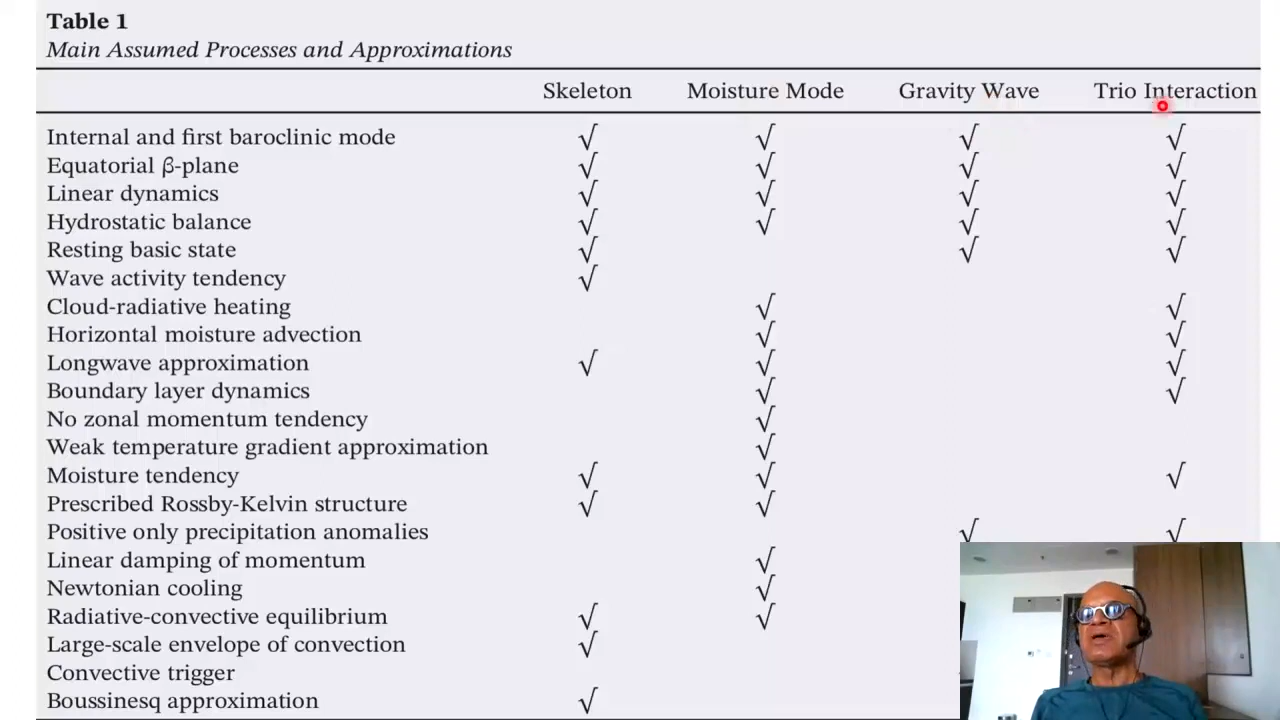 Table 1
Main Assumed Processes and Approximations
Skeleton Moisture Mode Gravity Wave Trio Interaction
Internal and first baroclinic mode √ √ √ √
Equatorial β-plane √ √ √ √
Linear dynamics √ √ √ √
Hydrostatic balance √ √ √ √
Resting basic state √ √ √
Wave activity tendency √
Cloud-radiative heating √ √
Horizontal moisture advection √ √
Longwave approximation √ √ √
Boundary layer dynamics √ √
No zonal momentum tendency √
Weak temperature gradient approximation √
Moisture tendency √ √ √
Prescribed Rossby-Kelvin structure √ √
Positive only precipitation anomalies √ √
Linear damping of momentum √
Newtonian cooling √
Radiative-convective equilibrium √ √
Large-scale envelope of convection √
Convective trigger
Boussinesq approximation √